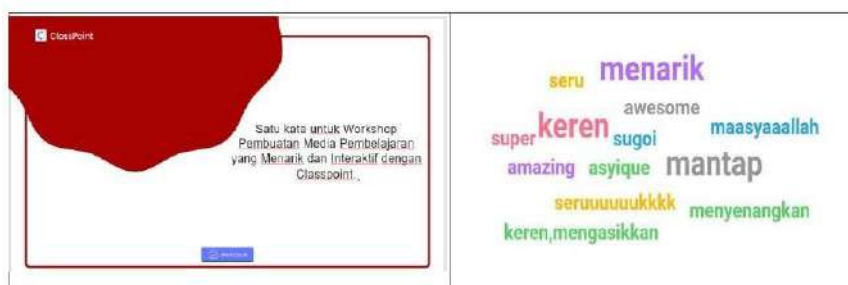 ClassPoint
Satu kata untuk Workshop
Pembuatan Media Pembelajaran
yang Menarik dan Interaktif dengan
Classpoint.
seru menarik
awesome
super keren sugoi maasyaaallah
amazing asyique mantap
seruuuuuukkkk menyenangkan
keren,mengasikkan